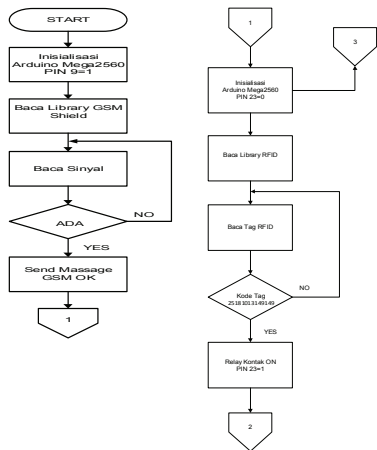 START
Inisialisasi
Arduino Mega2560
PIN 9=1
Baca Library GSM
Shield
Baca Sinyal
ADA
NO
YES
Send Massage
GSM OK
1
1
3
Inisialisasi
Arduino Mega2560
PIN 23=0
Baca Library RFID
Baca Tag RFID
Kode Tag
25181013149149
NO
YES
Relay Kontak ON
PIN 23=1
2